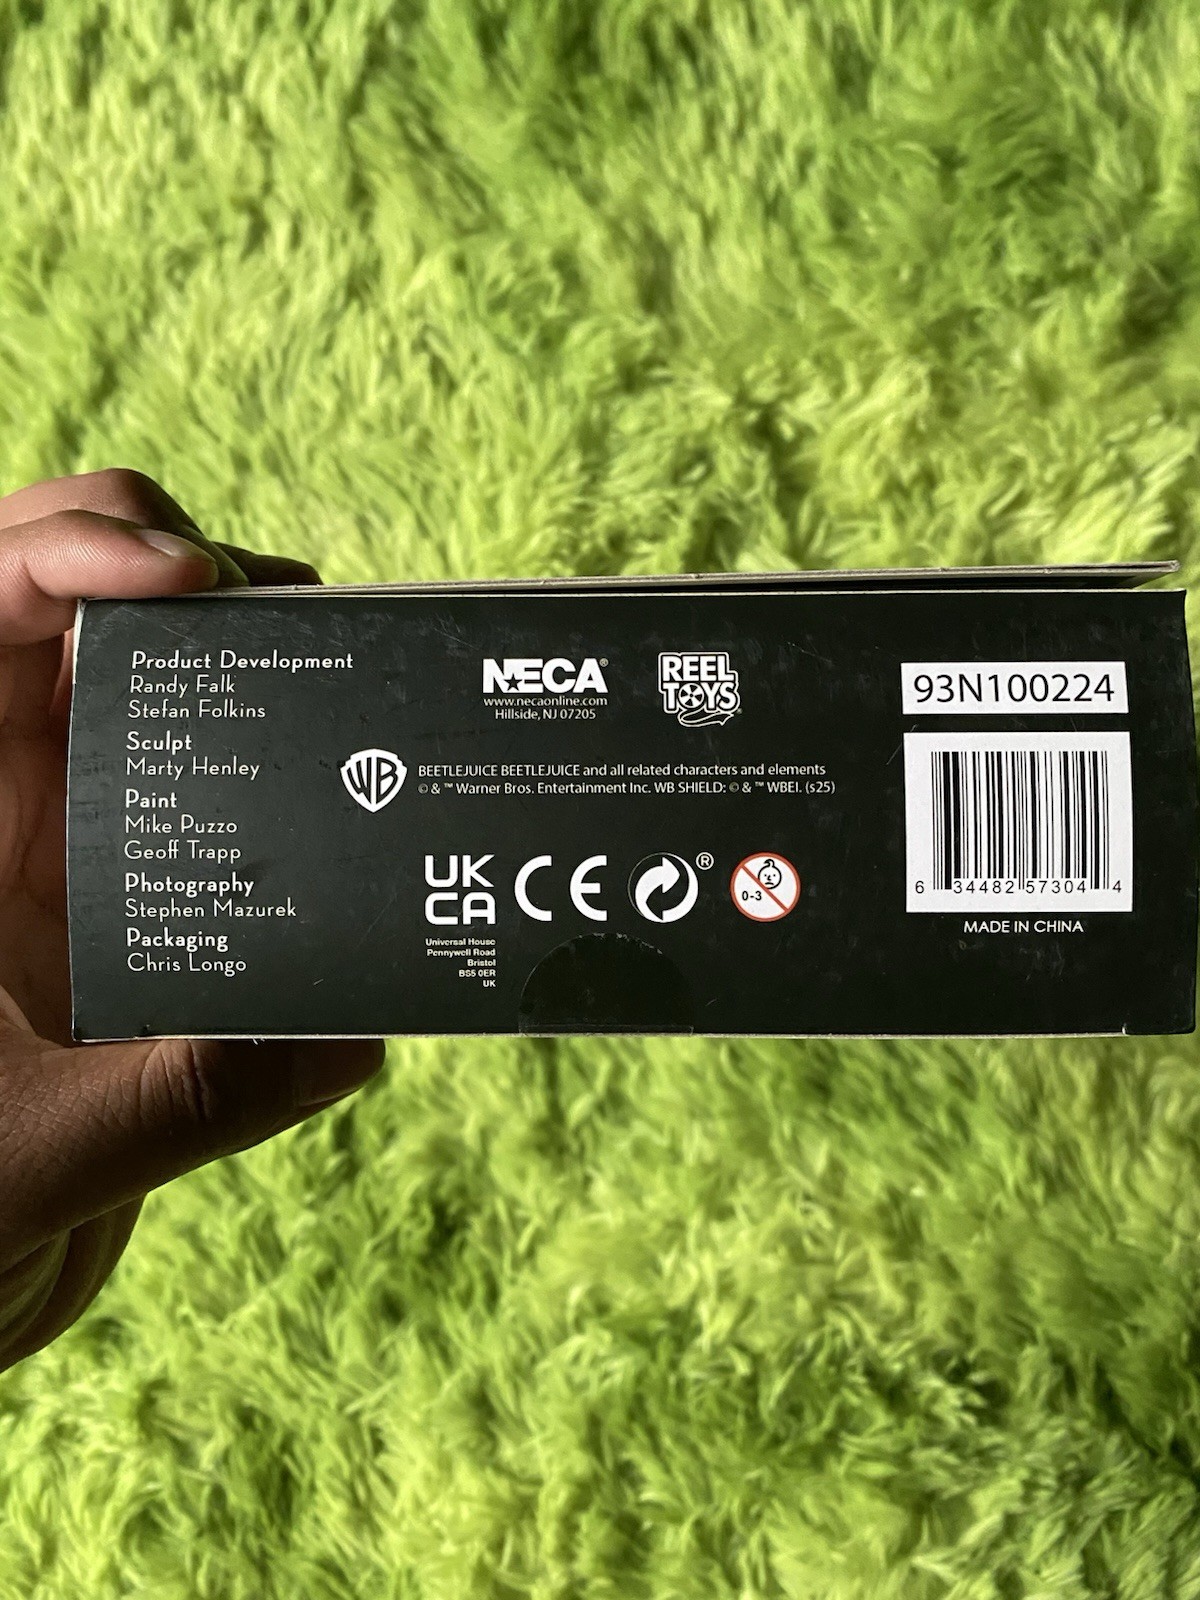 Product Development
Randy Falk
Stefan Folkins
Sculpt
Marty Henley
Paint
Mike Puzzo
Geoff Trapp
Photography
Stephen Mazurek
Packaging
Chris Longo
NECA®
www.necaonline.com
Hillside, NJ 07205
REEL
TOYS
WB
BEETLEJUICE BEETLEJUICE and all related characters and elements
© & ™ Warner Bros. Entertainment Inc. WB SHIELD: © & ™ WBEI. (s25)
UK
CA
CE
®
0-3
Universal House
Pennywell Road
Bristol
BS5 0ER
UK
93N100224
6 34482 57304 4
MADE IN CHINA